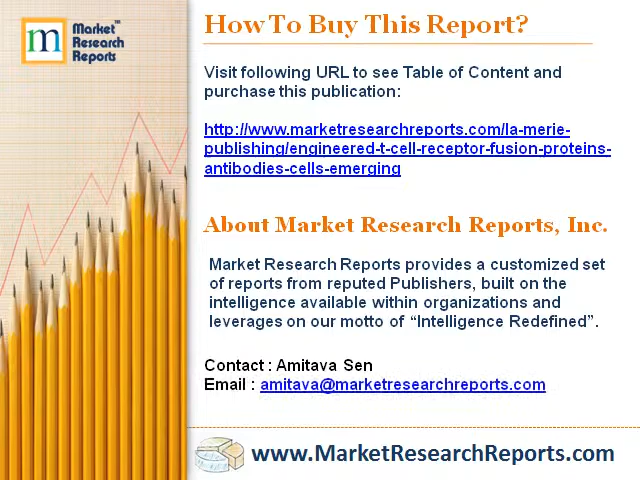 m
Market
Research
Reports
How To Buy This Report?
Visit following URL to see Table of Content and
purchase this publication:
http://www.marketresearchreports.com/la-merie-
publishing/engineered-t-cell-receptor-fusion-proteins-
antibodies-cells-emerging
About Market Research Reports, Inc.
Market Research Reports provides a customized set
of reports from reputed Publishers, built on the
intelligence available within organizations and
leverages on our motto of “Intelligence Redefined”.
Contact : Amitava Sen
Email : amitava@marketresearchreports.com
www.MarketResearchReports.com